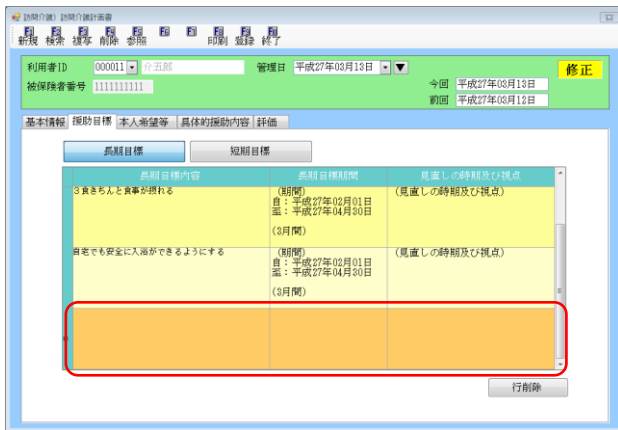 訪問介護) 訪問介護計画書
F1 F2 F3 F4 F5 F6 F7 F8 F9 F10
新規 検索 複写 削除 参照 印刷 登録 終了
利用者ID 000011 介五郎 管理日 平成27年03月13日 ▼ 修正
被保険者番号 1111111111 今回 平成27年03月13日
前回 平成27年03月12日
基本情報 援助目標 本人希望等 具体的援助内容 評価
長期目標 短期目標
長期目標内容 長期目標期間 見直しの時期及び視点
3食きちんと食事が摂れる (期間) (見直しの時期及び視点)
自:平成27年02月01日
至:平成27年04月30日
(3月間)
自宅でも安全に入浴ができるようにする (期間) (見直しの時期及び視点)
自:平成27年02月01日
至:平成27年04月30日
(3月間)
行削除